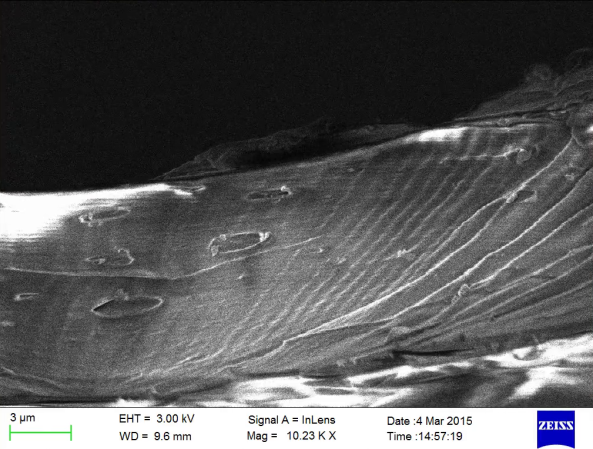 3 µm
EHT = 3.00 kV
Signal A = InLens
Date :4 Mar 2015
WD = 9.6 mm
Mag = 10.23 K X
Time :14:57:19
ZEISS